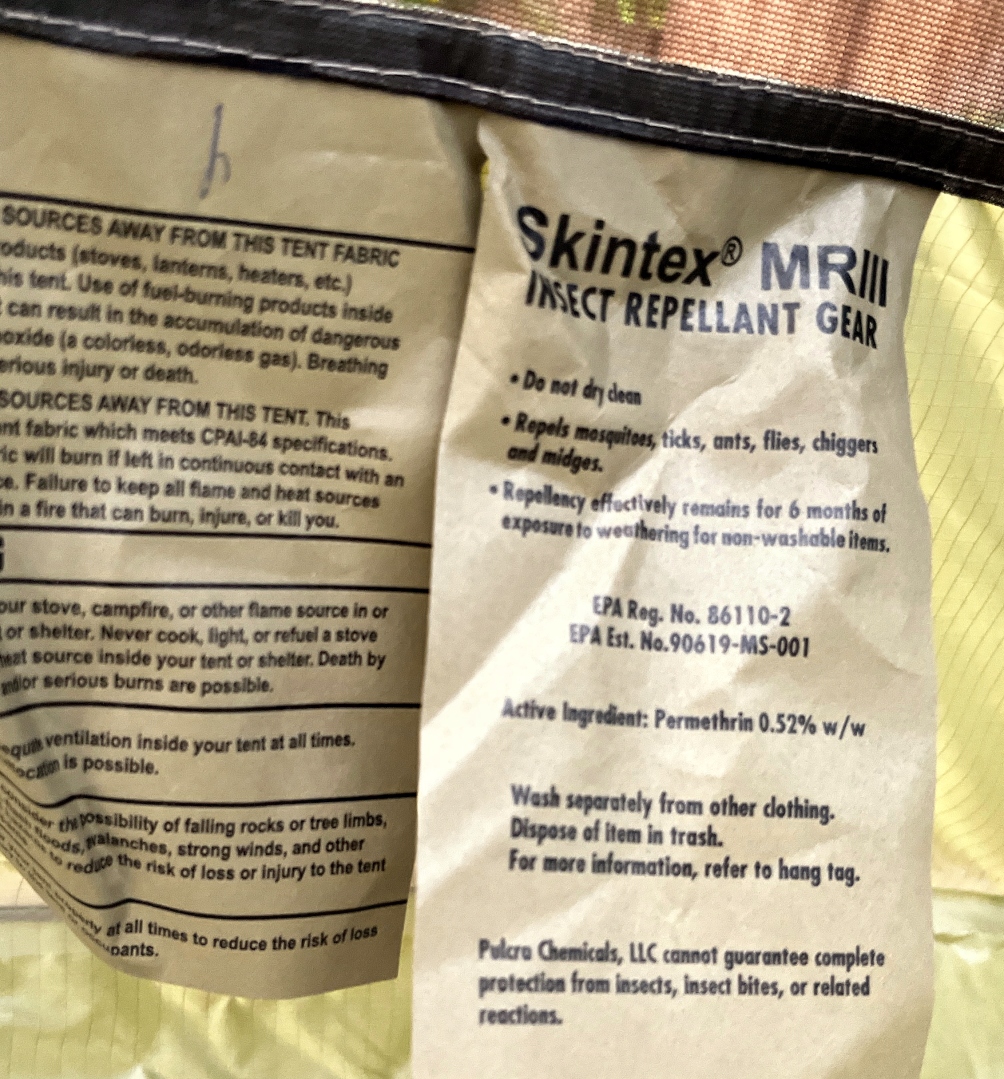 SOURCES AWAY FROM THIS TENT FABRIC
oducts (stoves, lanterns, heaters, etc.)
his tent. Use of fuel-burning products inside
t can result in the accumulation of dangerous
noxide (a colorless, odorless gas). Breathing
erious injury or death.
SOURCES AWAY FROM THIS TENT. This
nt fabric which meets CPAI-84 specifications.
ric will burn if left in continuous contact with an
ce. Failure to keep all flame and heat sources
in a fire that can burn, injure, or kill you.
G
our stove, campfire, or other flame source in or
or shelter. Never cook, light, or refuel a stove
heat source inside your tent or shelter. Death by
and/or serious burns are possible.
ventilation inside your tent at all times.
is possible.
consider the possibility of falling rocks or tree limbs,
floods, avalanches, strong winds, and other
to reduce the risk of loss or injury to the tent
at all times to reduce the risk of loss
pants.
Skintex® MRIII
INSECT REPELLANT GEAR
• Do not dry clean
• Repels mosquitoes, ticks, ants, flies, chiggers
and midges.
• Repellency effectively remains for 6 months of
exposure to weathering for non-washable items.
EPA Reg. No. 86110-2
EPA Est. No.90619-MS-001
Active Ingredient: Permethrin 0.52% w/w
Wash separately from other clothing.
Dispose of item in trash.
For more information, refer to hang tag.
Pulcra Chemicals, LLC cannot guarantee complete
protection from insects, insect bites, or related
reactions.